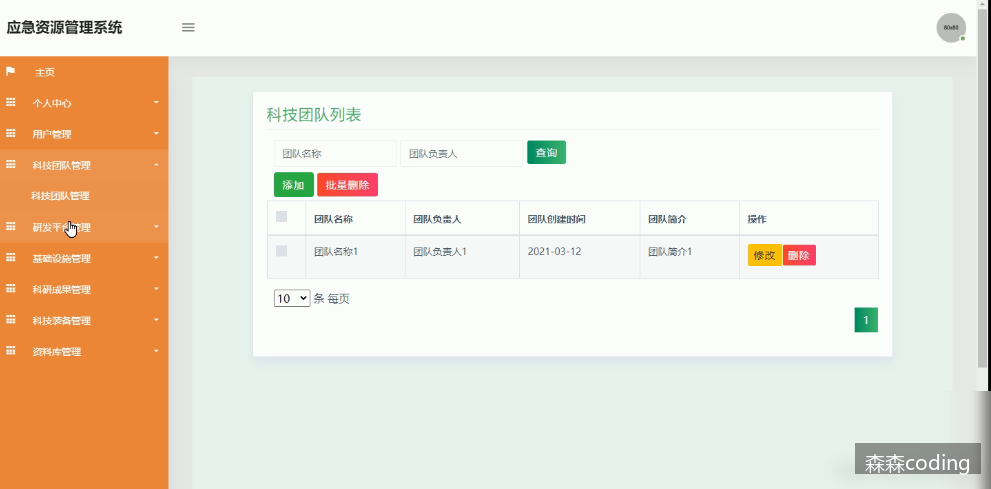 应急资源管理系统
60x60
主页
个人中心
用户管理
科技团队管理
科技团队管理
研发平台管理
基础设施管理
科研成果管理
科技装备管理
资料库管理
科技团队列表
团队名称 团队负责人 查询
添加 批量删除
团队名称 团队负责人 团队创建时间 团队简介 操作
团队名称1 团队负责人1 2021-03-12 团队简介1 修改 删除
10 条 每页
1
森森coding